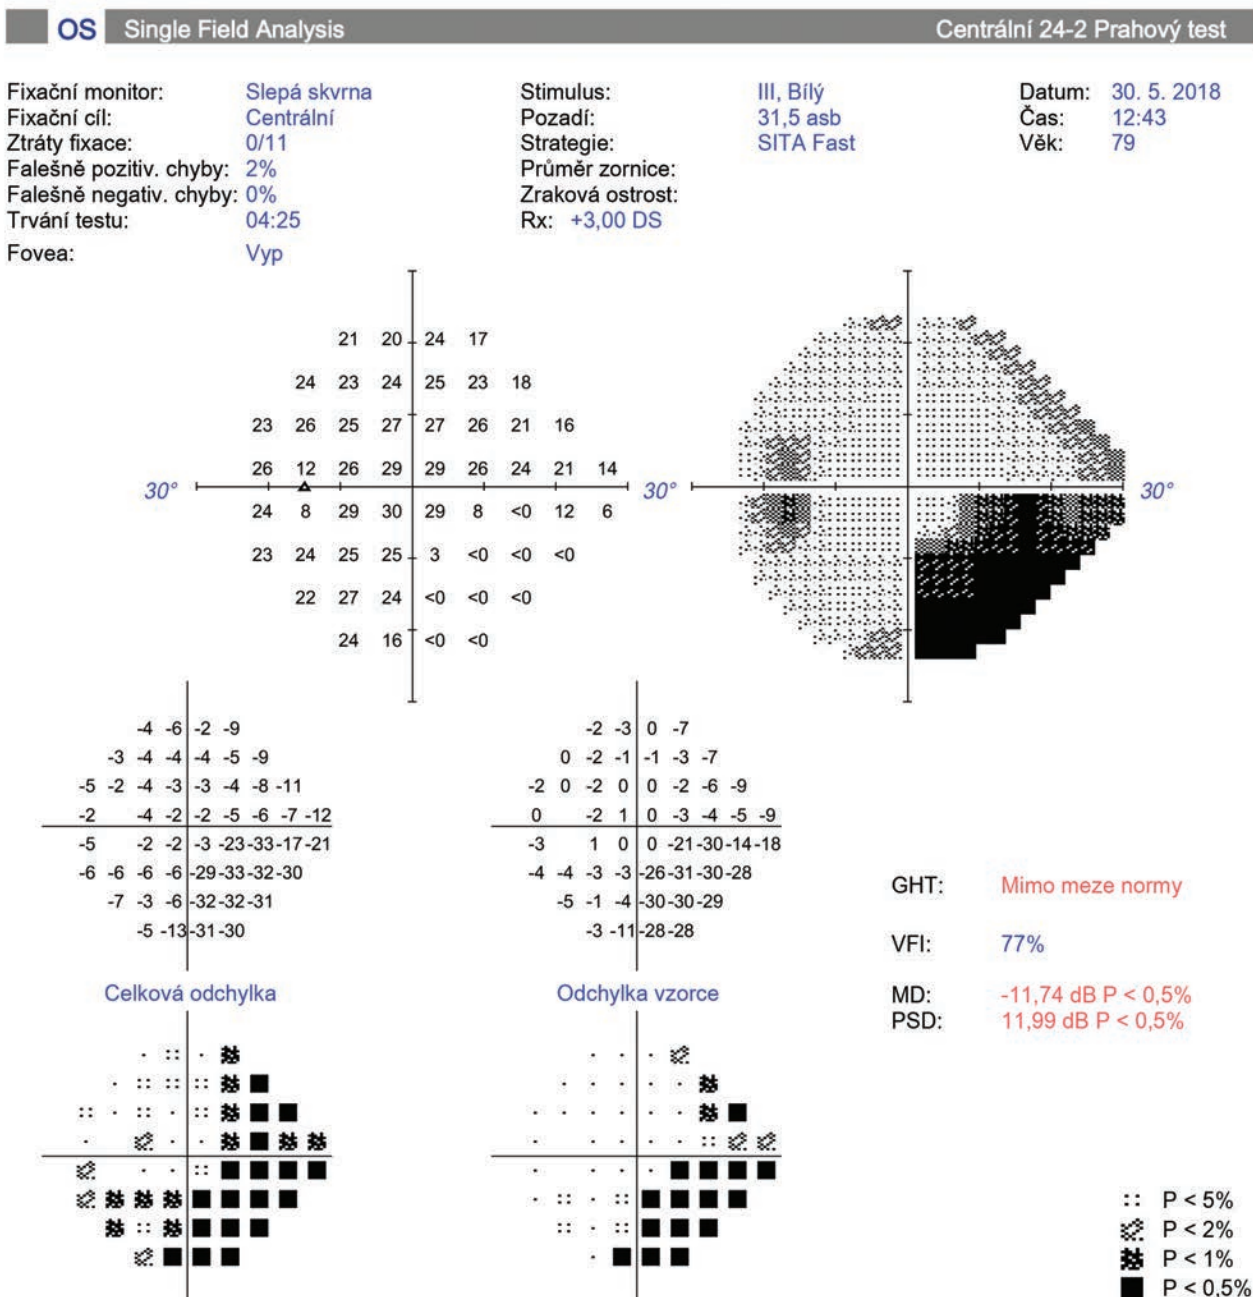 OS Single Field Analysis Centrální 24-2 Prahový test
Fixační monitor: Slepá skvrna Stimulus: III, Bílý Datum: 30. 5. 2018
Fixační cíl: Centrální Pozadí: 31,5 asb Čas: 12:43
Ztráty fixace: 0/11 Strategie: SITA Fast Věk: 79
Falešně pozitiv. chyby: 2% Průměr zornice:
Falešně negativ. chyby: 0% Zraková ostrost:
Trvání testu: 04:25 Rx: +3,00 DS
Fovea: Vyp
21 20 24 17
24 23 24 25 23 18
23 26 25 27 27 26 21 16
26 12 26 29 29 26 24 21 14
30° 30° 30°
24 8 29 30 29 8 <0 12 6
23 24 25 25 3 <0 <0 <0
22 27 24 <0 <0 <0
24 16 <0 <0
-4 -6 -2 -9 -2 -3 0 -7
-3 -4 -4 -4 -5 -9 0 -2 -1 -1 -3 -7
-5 -2 -4 -3 -3 -4 -8 -11 -2 0 -2 0 0 -2 -6 -9
-2 -4 -2 -2 -5 -6 -7 -12 0 -2 1 0 -3 -4 -5 -9
-5 -2 -2 -3 -23 -33 -17 -21 -3 1 0 0 -21 -30 -14 -18
-6 -6 -6 -6 -29 -33 -32 -30 -4 -4 -3 -3 -26 -31 -30 -28
GHT: Mimo meze normy
-7 -3 -6 -32 -32 -31 -5 -1 -4 -30 -30 -29
-5 -13 -31 -30 -3 -11 -28 -28
VFI: 77%
Celková odchylka Odchylka vzorce MD: -11,74 dB P < 0,5%
PSD: 11,99 dB P < 0,5%
:: P < 5%
P < 2%
P < 1%
P < 0,5%